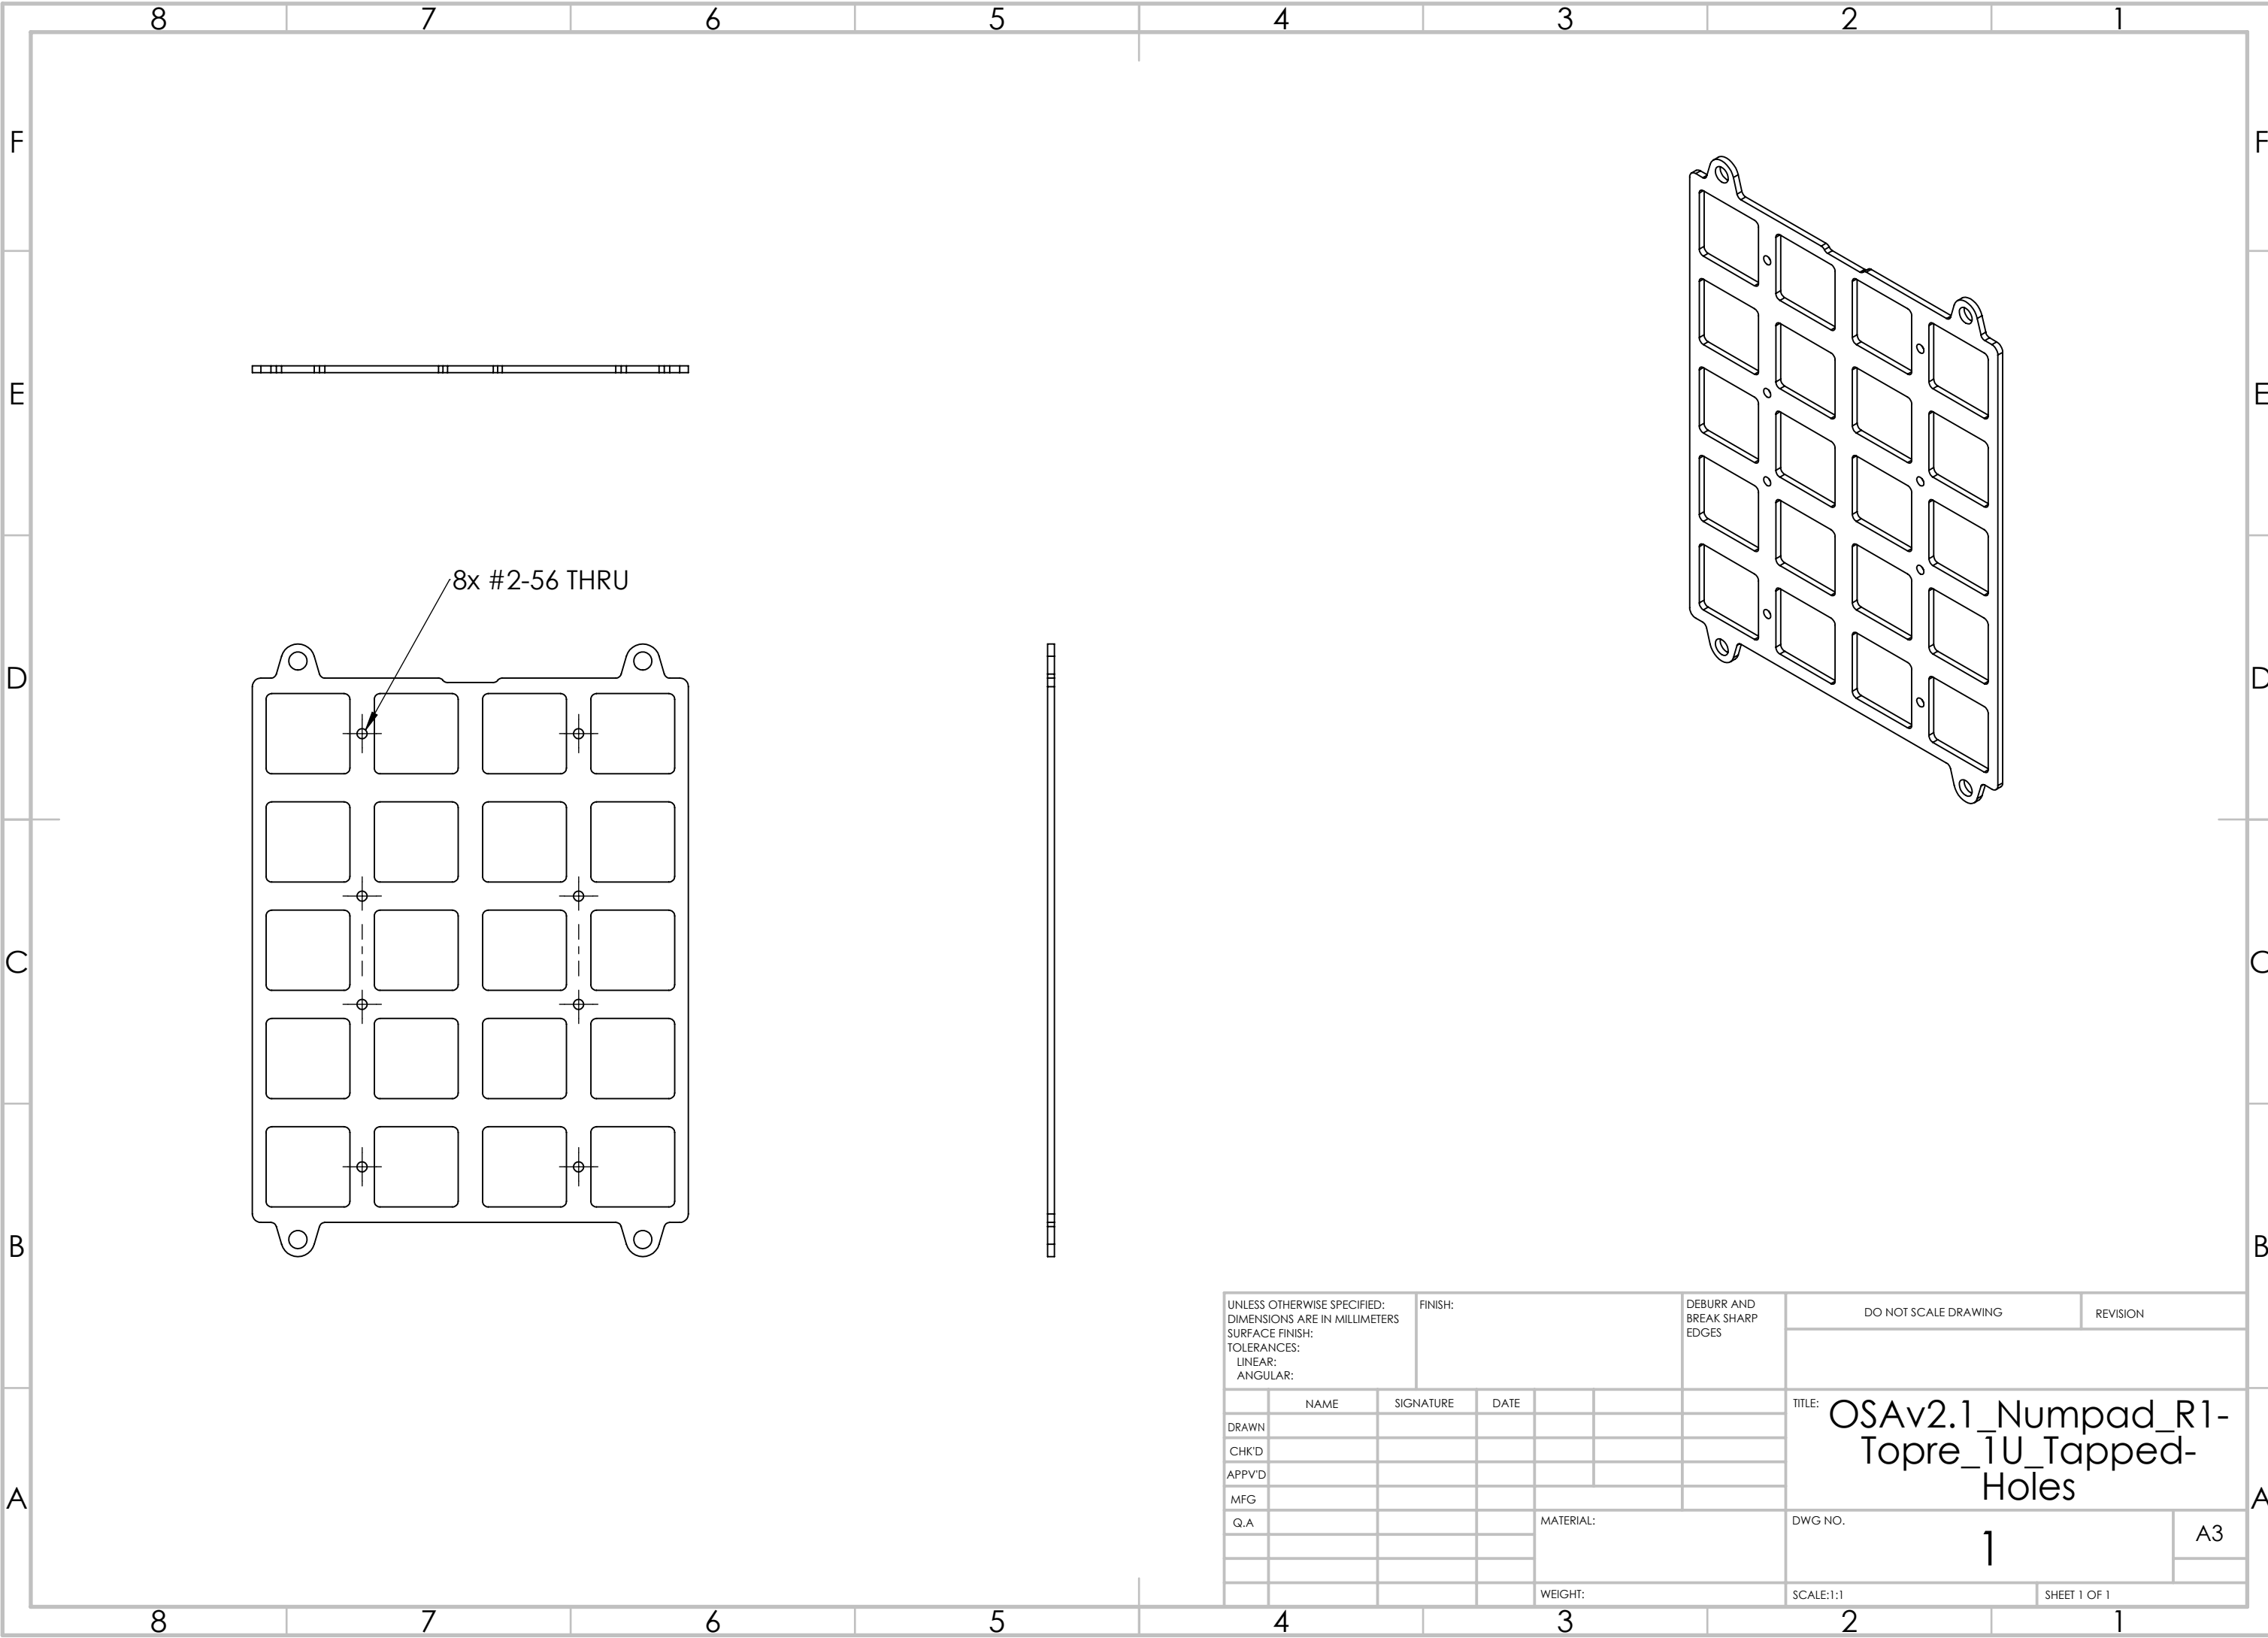 8 7 6 5 4 3 2 1
F F
E E
8x #2-56 THRU
D D
C C
B B
UNLESS OTHERWISE SPECIFIED:
DIMENSIONS ARE IN MILLIMETERS
SURFACE FINISH:
TOLERANCES:
LINEAR:
ANGULAR:
FINISH:
DEBURR AND
BREAK SHARP
EDGES
DO NOT SCALE DRAWING
REVISION
NAME SIGNATURE DATE
DRAWN
CHK'D
APPV'D
MFG
Q.A
TITLE:
OSAv2.1_Numpad_R1-
Topre_1U_Tapped-
Holes
A A
MATERIAL:
DWG NO.
1
A3
WEIGHT:
SCALE:1:1
SHEET 1 OF 1
8 7 6 5 4 3 2 1